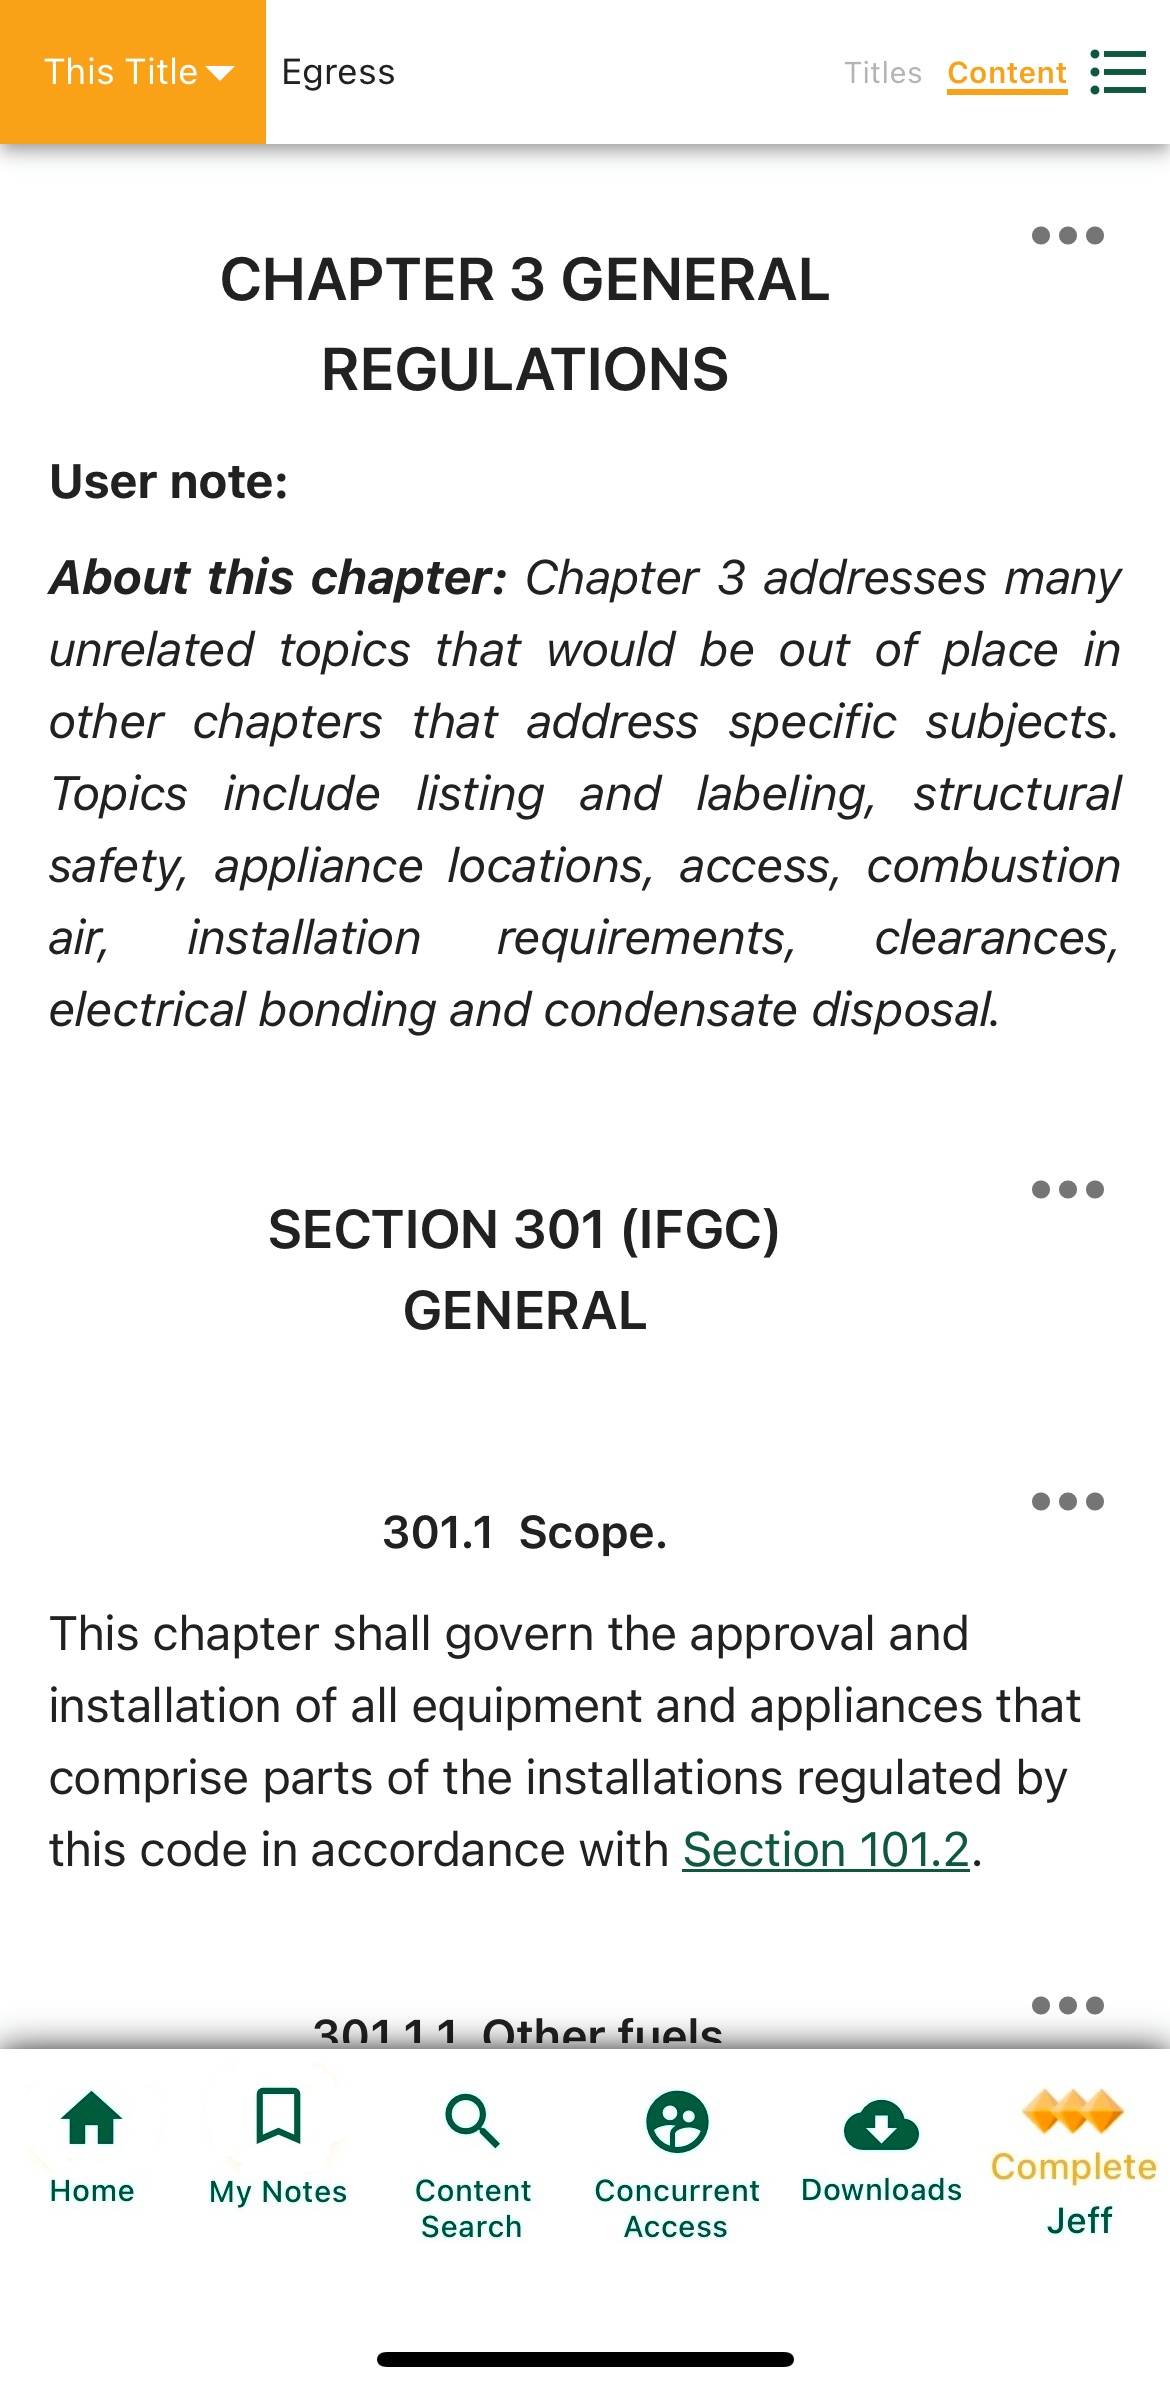 This Title Egress Titles Content
CHAPTER 3 GENERAL
REGULATIONS
User note:
About this chapter: Chapter 3 addresses many
unrelated topics that would be out of place in
other chapters that address specific subjects.
Topics include listing and labeling, structural
safety, appliance locations, access, combustion
air, installation requirements, clearances,
electrical bonding and condensate disposal.
SECTION 301 (IFGC)
GENERAL
301.1 Scope.
This chapter shall govern the approval and
installation of all equipment and appliances that
comprise parts of the installations regulated by
this code in accordance with Section 101.2.
301.1.1 Other fuels
Home
My Notes
Content
Search
Concurrent
Access
Downloads
Complete
Jeff